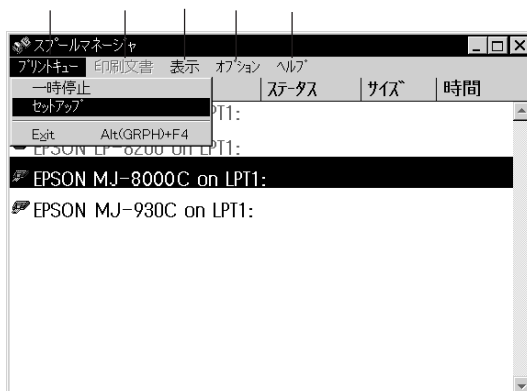 スプールマネージャ
プリントキュー 印刷文書 表示 オプション ヘルプ
ステータス サイズ 時間
一時停止
セットアップ PT1:
Exit Alt(GRPH)+F4
EPSON LP-8200 on LPT1:
EPSON MJ-8000C on LPT1:
EPSON MJ-930C on LPT1: